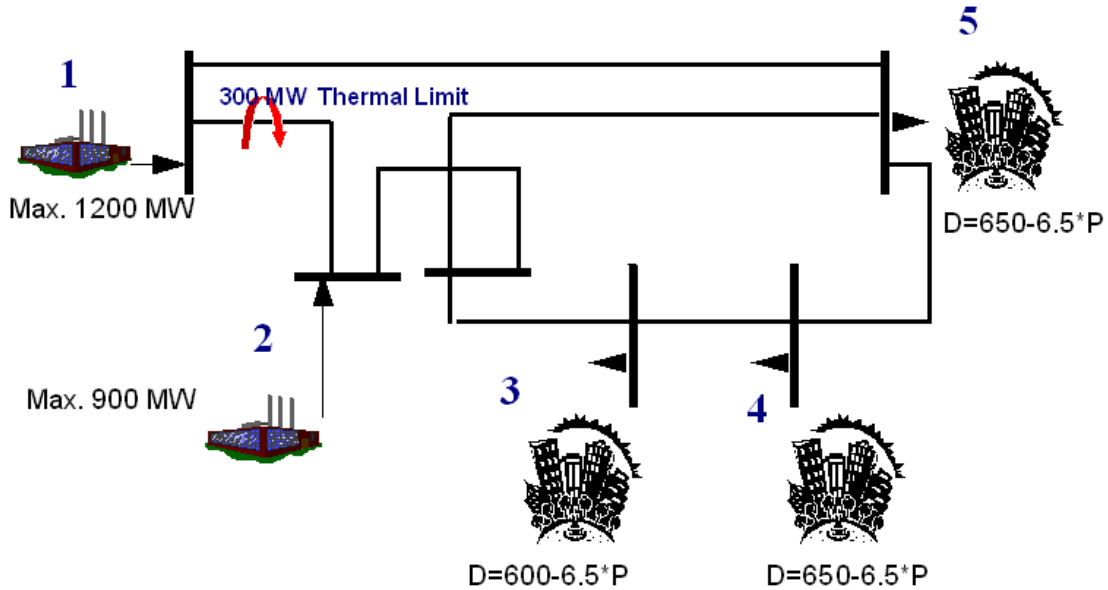 5
1
300 MW Thermal Limit
Max. 1200 MW
D=650-6.5*P
2
Max. 900 MW
3
4
D=600-6.5*P
D=650-6.5*P